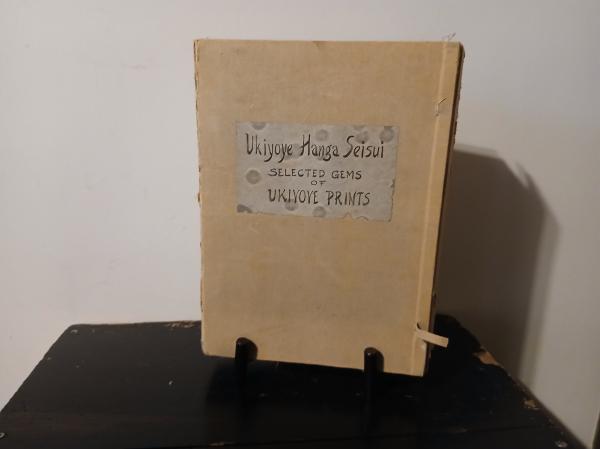 Ukiyoye Hanga Seisui
SELECTED GEMS
OF
UKIYOYE PRINTS